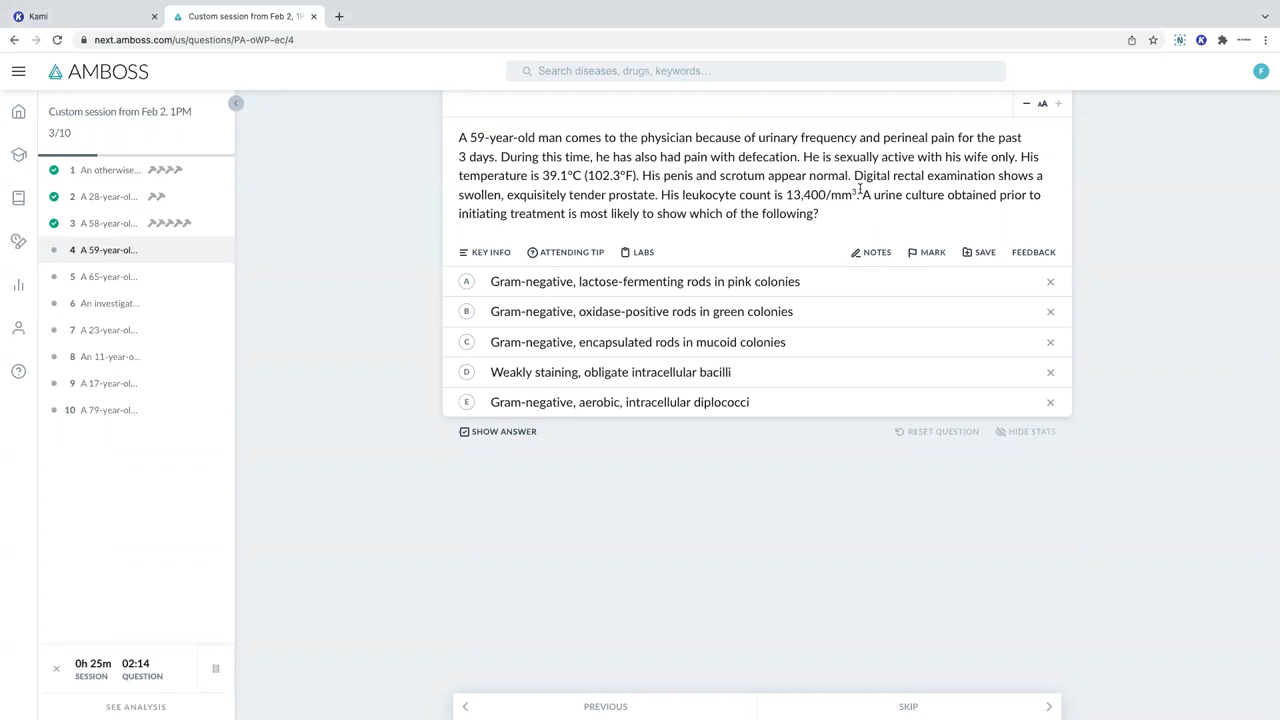 Kami
Custom session from Feb 2, 1P
next.amboss.com/us/questions/PA-oWP-ec/4
AMBOSS
Search diseases, drugs, keywords...
F
Custom session from Feb 2, 1PM
3/10
1 An otherwise...
2 A 28-year-ol...
3 A 58-year-ol...
4 A 59-year-ol...
5 A 65-year-ol...
6 An investigat...
7 A 23-year-ol...
8 An 11-year-o...
9 A 17-year-ol...
10 A 79-year-ol...
0h 25m 02:14
SESSION QUESTION
SEE ANALYSIS
AA
A 59-year-old man comes to the physician because of urinary frequency and perineal pain for the past
3 days. During this time, he has also had pain with defecation. He is sexually active with his wife only. His
temperature is 39.1°C (102.3°F). His penis and scrotum appear normal. Digital rectal examination shows a
swollen, exquisitely tender prostate. His leukocyte count is 13,400/mm³. A urine culture obtained prior to
initiating treatment is most likely to show which of the following?
KEY INFO ATTENDING TIP LABS NOTES MARK SAVE FEEDBACK
A Gram-negative, lactose-fermenting rods in pink colonies
B Gram-negative, oxidase-positive rods in green colonies
C Gram-negative, encapsulated rods in mucoid colonies
D Weakly staining, obligate intracellular bacilli
E Gram-negative, aerobic, intracellular diplococci
SHOW ANSWER RESET QUESTION HIDE STATS
PREVIOUS SKIP